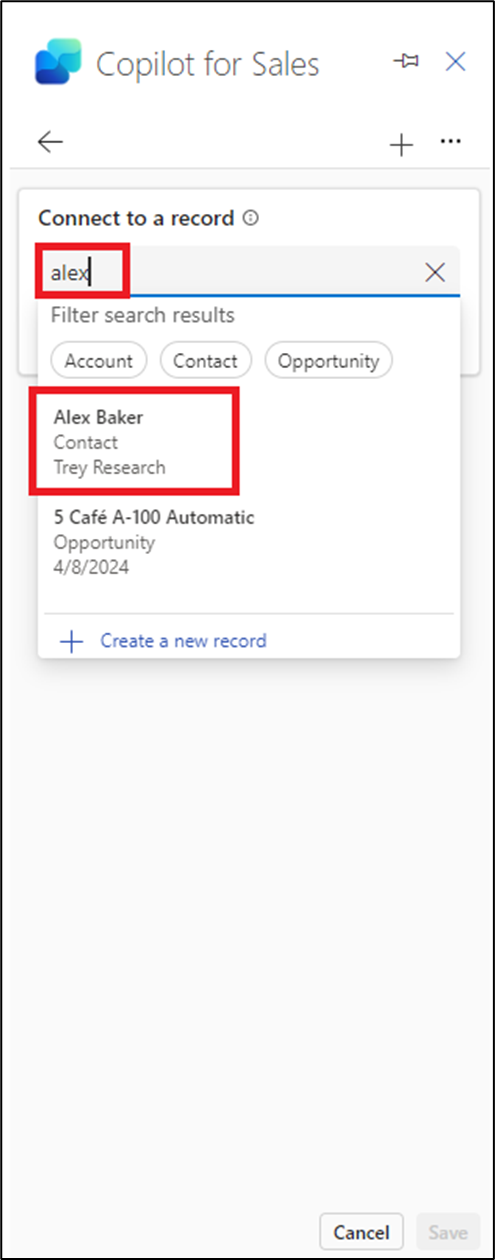 Copilot for Sales
Connect to a record
alex
Filter search results
Account Contact Opportunity
Alex Baker
Contact
Trey Research
5 Café A-100 Automatic
Opportunity
4/8/2024
Create a new record
Cancel Save